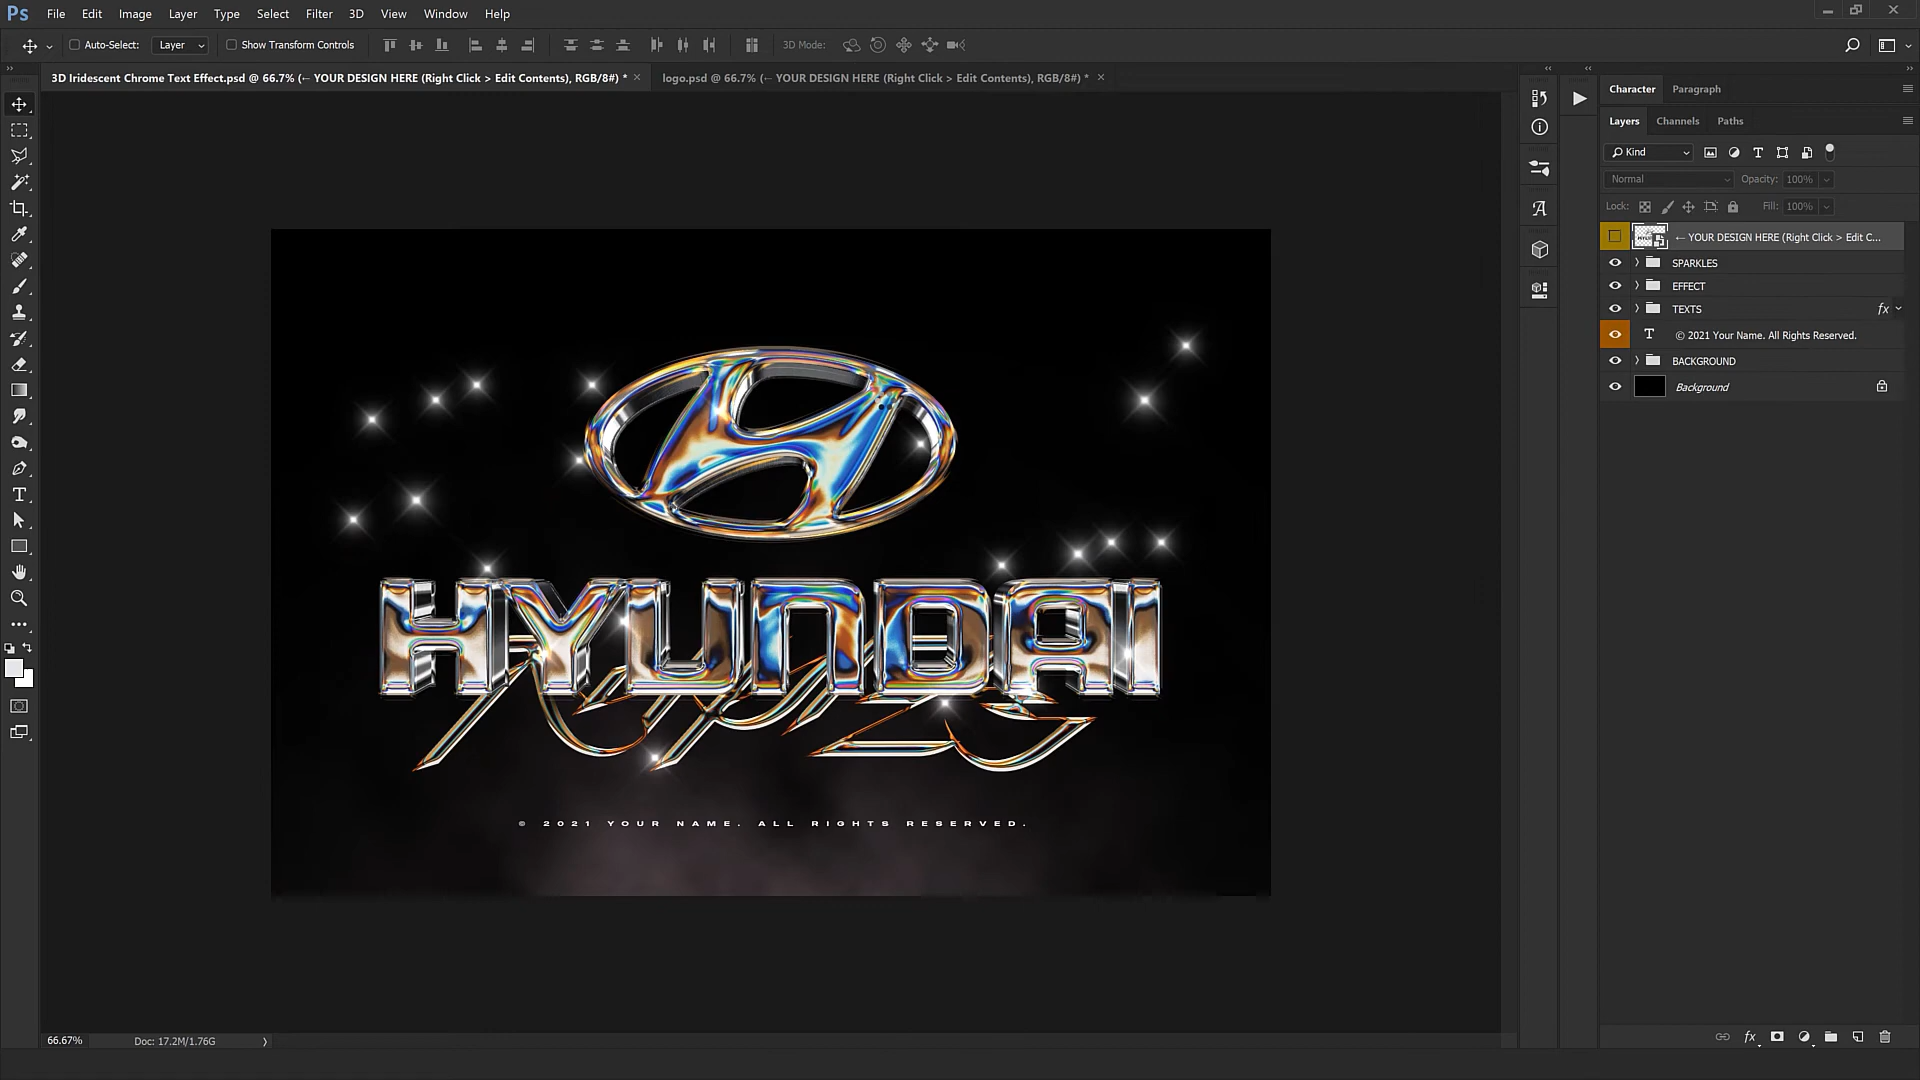 Ps File Edit Image Layer Type Select Filter 3D View Window Help
Auto-Select: Layer Show Transform Controls 3D Mode:
3D Iridescent Chrome Text Effect.psd @ 66.7% (← YOUR DESIGN HERE (Right Click > Edit Contents), RGB/8#) * ×
logo.psd @ 66.7% (← YOUR DESIGN HERE (Right Click > Edit Contents), RGB/8#) * ×
Character Paragraph
Layers Channels Paths
Kind
Normal Opacity: 100%
Lock: Fill: 100%
← YOUR DESIGN HERE (Right Click > Edit C...
SPARKLES
EFFECT
TEXTS fx
T © 2021 Your Name. All Rights Reserved.
BACKGROUND
Background
HYUNDAI
© 2021 YOUR NAME. ALL RIGHTS RESERVED.
66.67% Doc: 17.2M/1.76G
fx